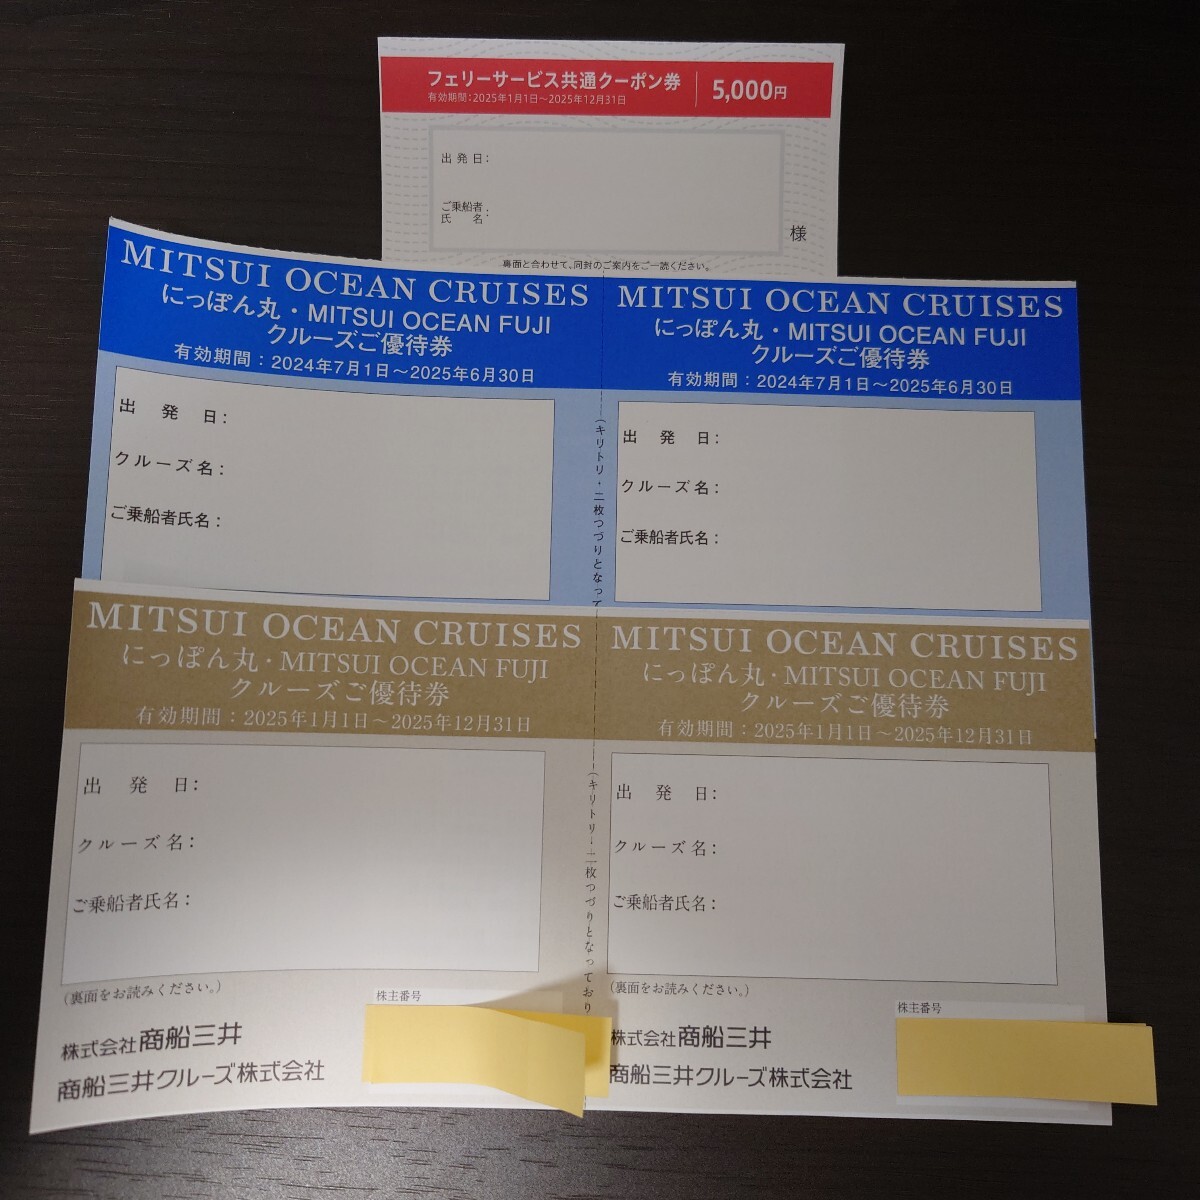 フェリーサービス共通クーポン券
5,000円
有効期間：2025年1月1日～2025年12月31日
出発日：
ご乗船者
氏　名：
様
裏面と合わせて、同封のご案内をご一読ください。
MITSUI OCEAN CRUISES
にっぽん丸・MITSUI OCEAN FUJI
クルーズご優待券
有効期間：2024年7月1日～2025年6月30日
出　発　日：
クルーズ名：
ご乗船者氏名：
（キリトリ・二枚つづりとなって
MITSUI OCEAN CRUISES
にっぽん丸・MITSUI OCEAN FUJI
クルーズご優待券
有効期間：2024年7月1日～2025年6月30日
出　発　日：
クルーズ名：
ご乗船者氏名：
MITSUI OCEAN CRUISES
にっぽん丸・MITSUI OCEAN FUJI
クルーズご優待券
有効期間：2025年1月1日～2025年12月31日
出　発　日：
クルーズ名：
ご乗船者氏名：
（裏面をお読みください。）
株主番号
株式会社商船三井
商船三井クルーズ株式会社
（キリトリ・二枚つづりとなっており
MITSUI OCEAN CRUISES
にっぽん丸・MITSUI OCEAN FUJI
クルーズご優待券
有効期間：2025年1月1日～2025年12月31日
出　発　日：
クルーズ名：
ご乗船者氏名：
（裏面をお読みください。）
株主番号
株式会社商船三井
商船三井クルーズ株式会社